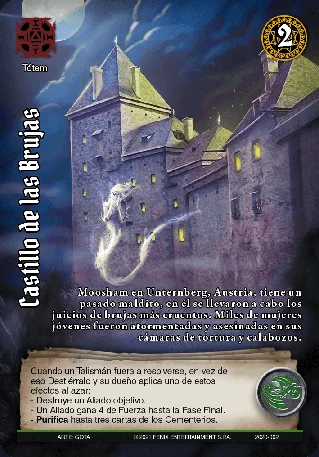 2
Tótem
Castillo de las Brujas
Moosham en Unternberg, Austria, tiene un
pasado maldito, en él se llevaron a cabo los
juicios de brujas más cruentos. Miles de mujeres
jóvenes fueron atormentadas y asesinadas en sus
cámaras de tortura y calabozos.
Cuando un Talismán fuera a resolverse, en vez de
eso Destiérralo y su dueño aplica uno de estos
efectos al azar:
- Destruye un Aliado objetivo.
- Un Aliado gana 4 de Fuerza hasta la Fase Final.
- Purifica hasta tres cartas de los Cementerios.
ARTE: GOTA
ENTERTAINMENT S.P.A.